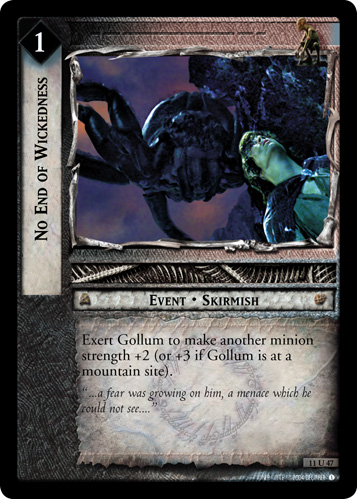 1
No End of Wickedness
Event • Skirmish
Exert Gollum to make another minion
strength +2 (or +3 if Gollum is at a
mountain site).
“...a fear was growing on him, a menace which he
could not see....”
11 U 47